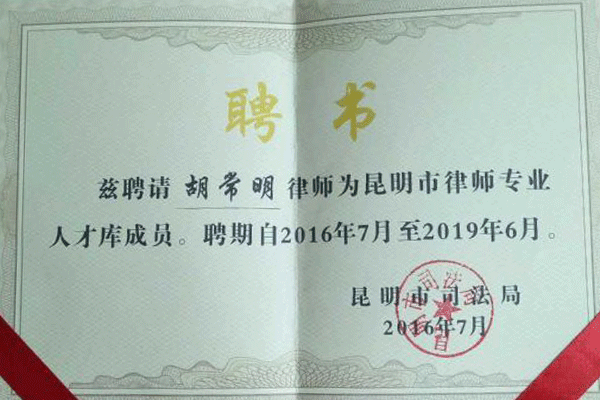 聘书
兹聘请 胡常明 律师为昆明市律师专业
人才库成员。聘期自2016年7月至2019年6月。
昆明市司法局
2016年7月